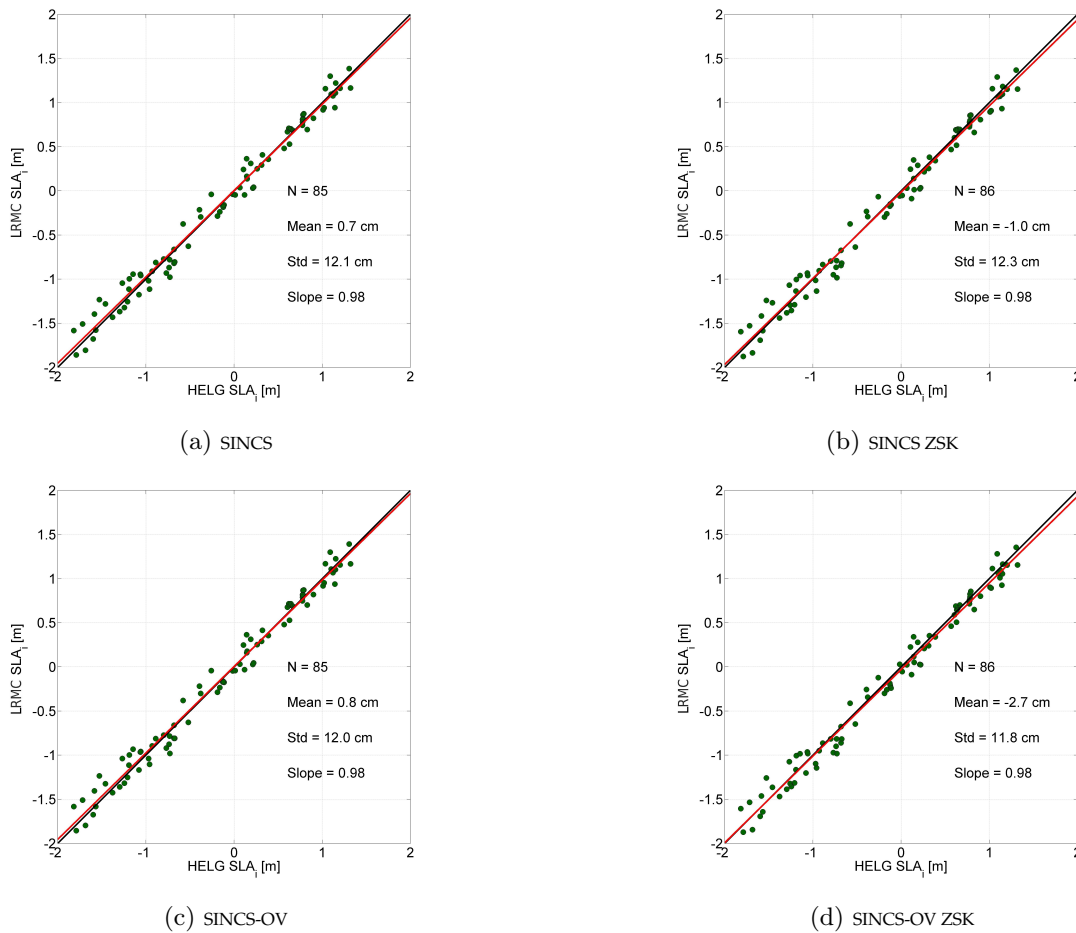 2
1.5
1
0.5
0
-0.5
-1
-1.5
-2
-2
-1
0
1
2
LRMC SLA_i [m]
HELG SLA_i [m]
N = 85
Mean = 0.7 cm
Std = 12.1 cm
Slope = 0.98
(a) SINCS
2
1.5
1
0.5
0
-0.5
-1
-1.5
-2
-2
-1
0
1
2
LRMC SLA_i [m]
HELG SLA_i [m]
N = 86
Mean = -1.0 cm
Std = 12.3 cm
Slope = 0.98
(b) SINCS ZSK
2
1.5
1
0.5
0
-0.5
-1
-1.5
-2
-2
-1
0
1
2
LRMC SLA_i [m]
HELG SLA_i [m]
N = 85
Mean = 0.8 cm
Std = 12.0 cm
Slope = 0.98
(c) SINCS-OV
2
1.5
1
0.5
0
-0.5
-1
-1.5
-2
-2
-1
0
1
2
LRMC SLA_i [m]
HELG SLA_i [m]
N = 86
Mean = -2.7 cm
Std = 11.8 cm
Slope = 0.98
(d) SINCS-OV ZSK